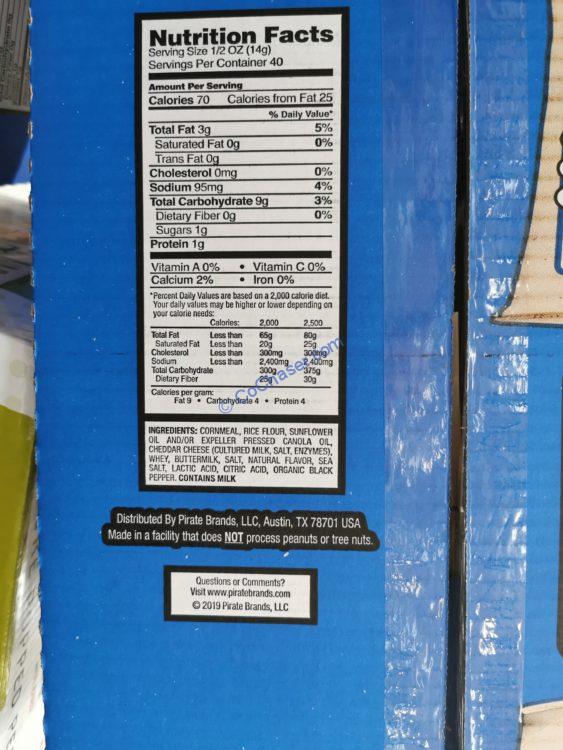 Nutrition Facts
Serving Size 1/2 OZ (14g)
Servings Per Container 40
Amount Per Serving
Calories 70 Calories from Fat 25
% Daily Value*
Total Fat 3g 5%
Saturated Fat 0g 0%
Trans Fat 0g
Cholesterol 0mg 0%
Sodium 95mg 4%
Total Carbohydrate 9g 3%
Dietary Fiber 0g 0%
Sugars 1g
Protein 1g
Vitamin A 0% • Vitamin C 0%
Calcium 2% • Iron 0%
*Percent Daily Values are based on a 2,000 calorie diet.
Your daily values may be higher or lower depending on
your calorie needs:
Calories: 2,000 2,500
Total Fat Less than 65g 80g
Saturated Fat Less than 20g 25g
Cholesterol Less than 300mg 300mg
Sodium Less than 2,400mg 2,400mg
Total Carbohydrate 300g 375g
Dietary Fiber 25g 30g
Calories per gram:
Fat 9 • Carbohydrate 4 • Protein 4
© CoChaser.com
INGREDIENTS: CORNMEAL, RICE FLOUR, SUNFLOWER
OIL AND/OR EXPELLER PRESSED CANOLA OIL,
CHEDDAR CHEESE (CULTURED MILK, SALT, ENZYMES),
WHEY, BUTTERMILK, SALT, NATURAL FLAVOR, SEA
SALT, LACTIC ACID, CITRIC ACID, ORGANIC BLACK
PEPPER. CONTAINS MILK
Distributed By Pirate Brands, LLC, Austin, TX 78701 USA
Made in a facility that does NOT process peanuts or tree nuts.
Questions or Comments?
Visit www.piratebrands.com
© 2019 Pirate Brands, LLC